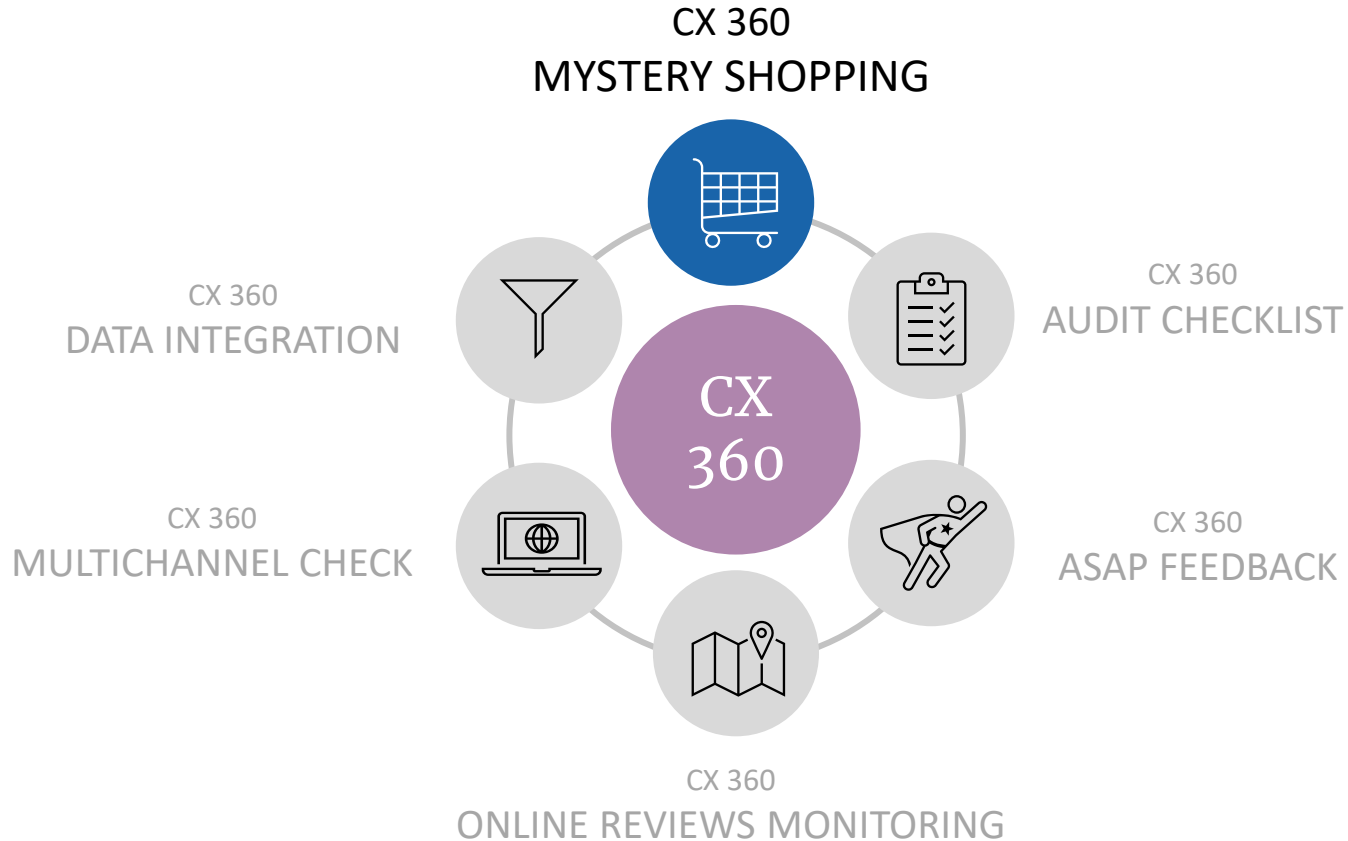 CX 360
MYSTERY SHOPPING
CX 360
DATA INTEGRATION
CX 360
AUDIT CHECKLIST
CX
360
CX 360
MULTICHANNEL CHECK
CX 360
ASAP FEEDBACK
CX 360
ONLINE REVIEWS MONITORING